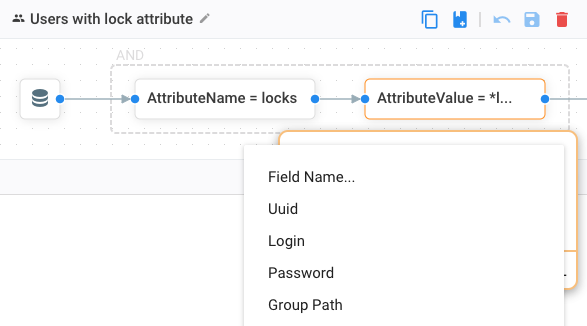 Users with lock attribute
AND
AttributeName = locks
AttributeValue = *l...
Field Name...
Uuid
Login
Password
Group Path